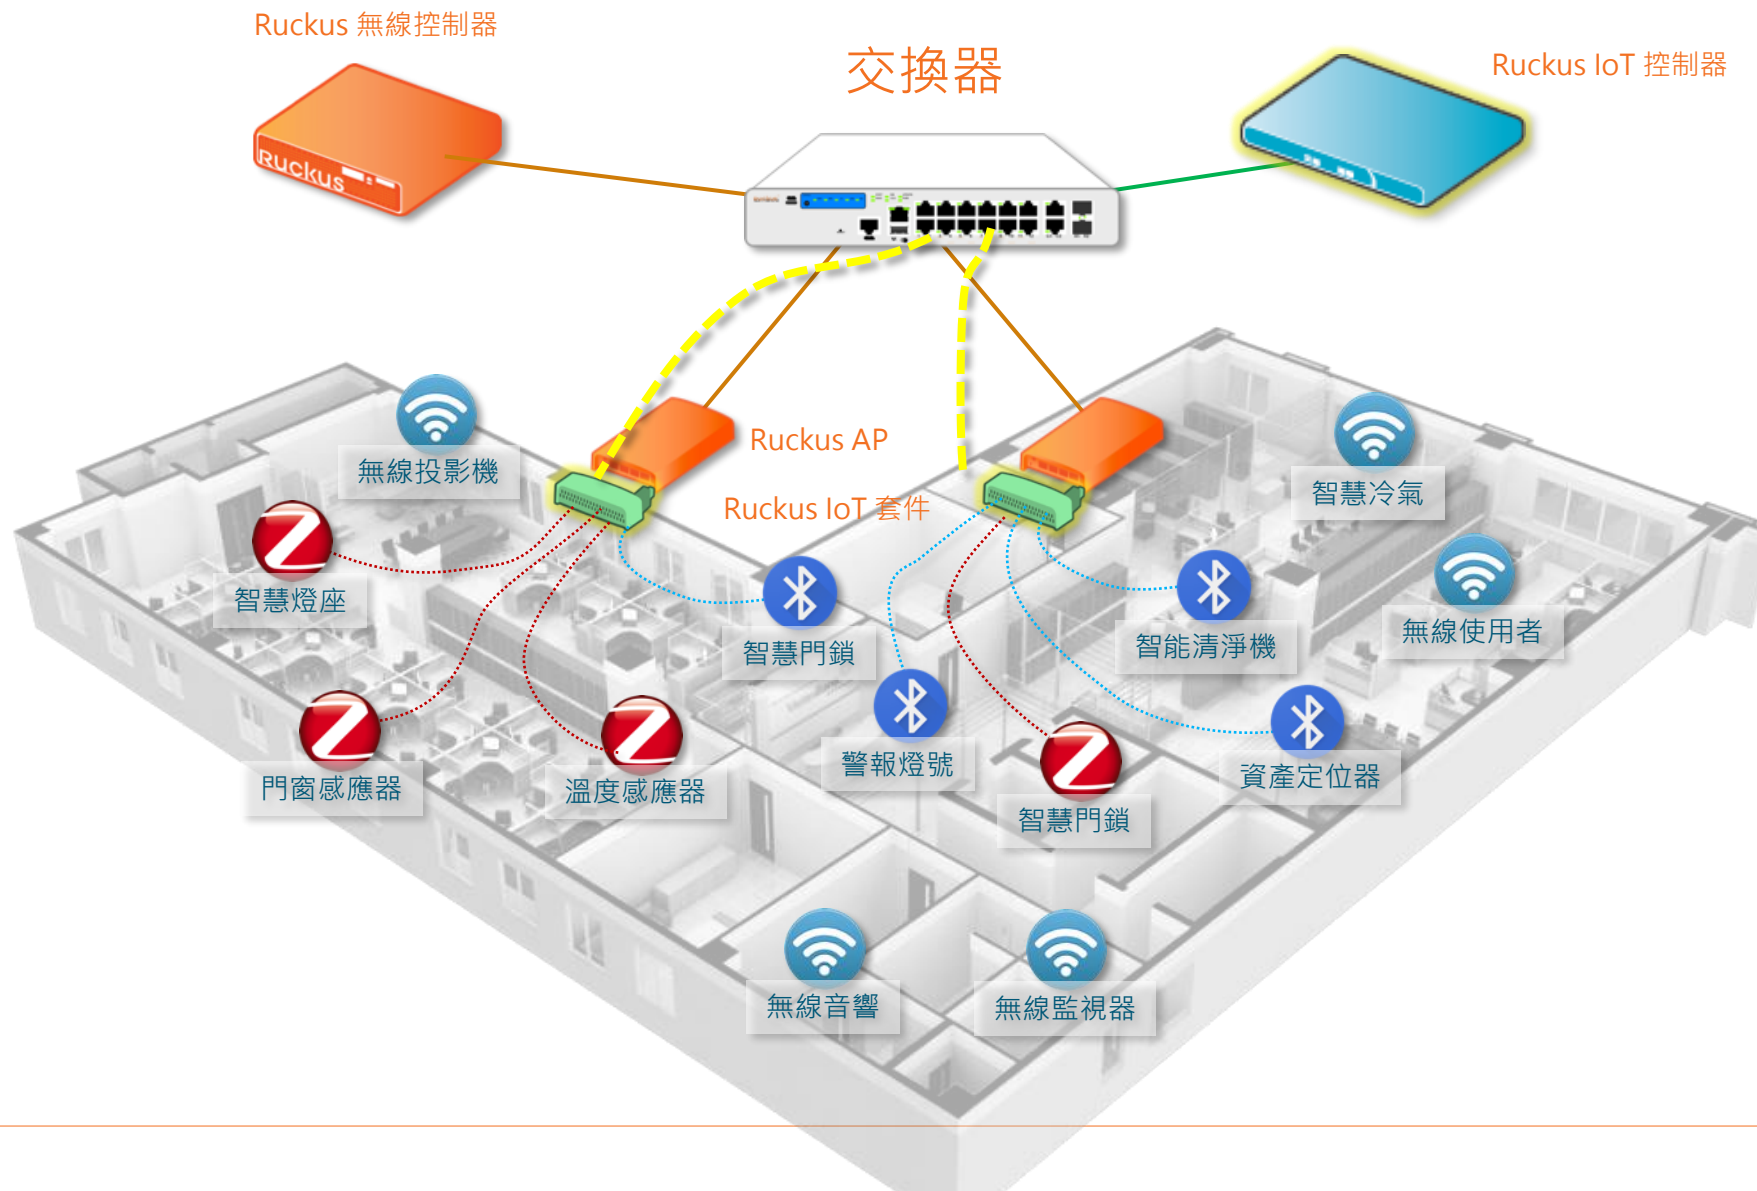 Ruckus 無線控制器
交換器
Ruckus IoT 控制器
Ruckus
無線投影機
Ruckus AP
智慧冷氣
Ruckus IoT 套件
智慧燈座
智慧門鎖
智能清淨機
無線使用者
門窗感應器
溫度感應器
警報燈號
智慧門鎖
資產定位器
無線音響
無線監視器